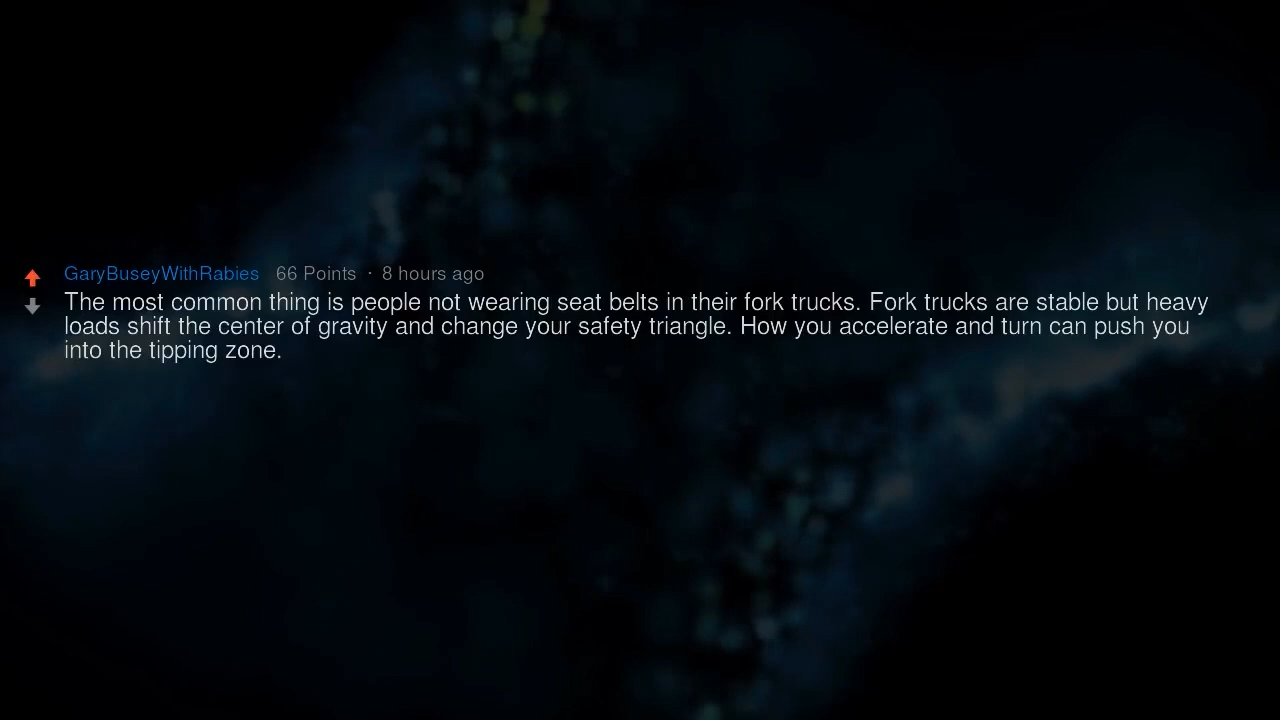 GaryBuseyWithRabies 66 Points · 8 hours ago
The most common thing is people not wearing seat belts in their fork trucks. Fork trucks are stable but heavy
loads shift the center of gravity and change your safety triangle. How you accelerate and turn can push you
into the tipping zone.